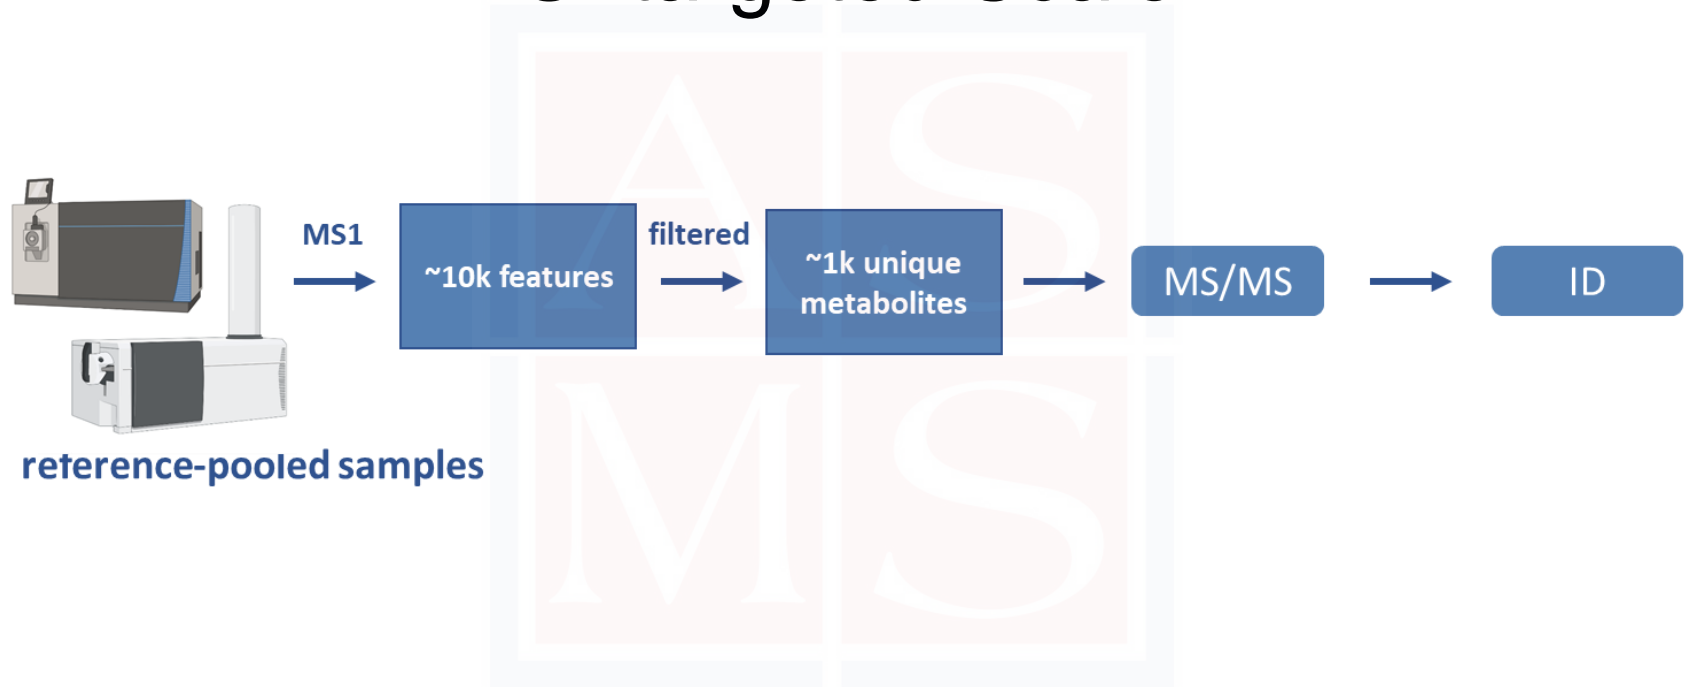 MS1
filtered
~10k features
~1k unique
metabolites
MS/MS
ID
reference-pooled samples
A S
M S